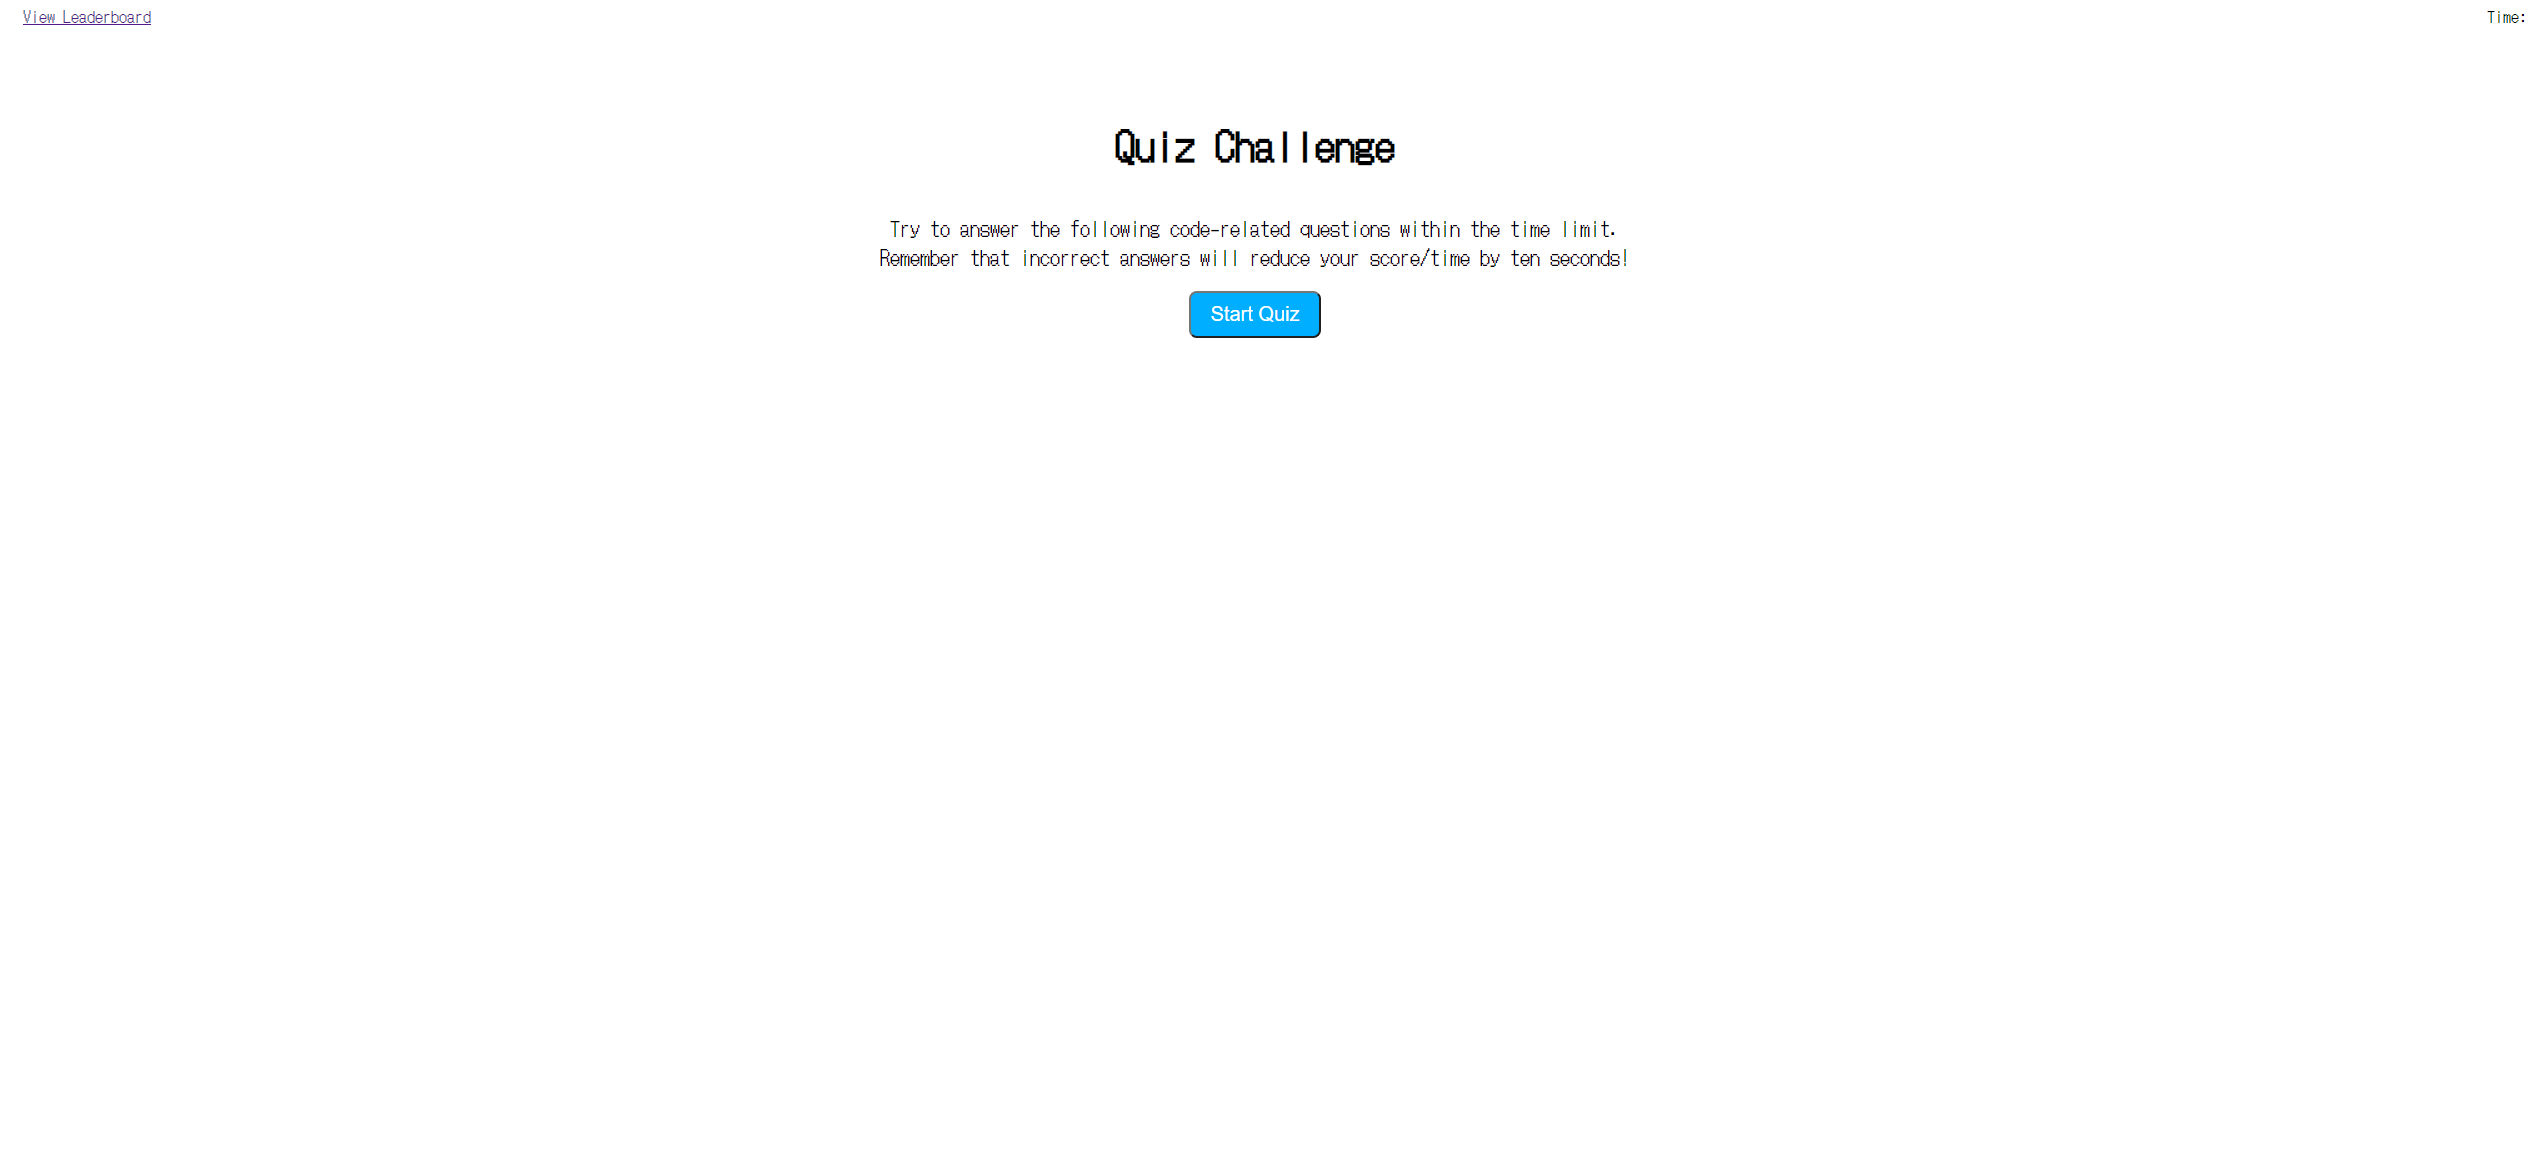 View Leaderboard
Time:
Quiz Challenge
Try to answer the following code-related questions within the time limit.
Remember that incorrect answers will reduce your score/time by ten seconds!
Start Quiz